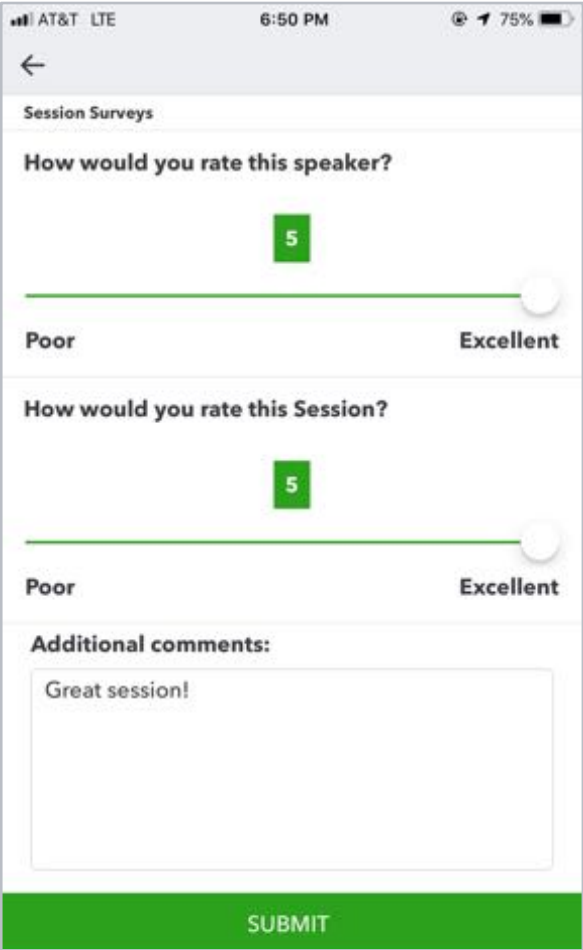 AT&T LTE 6:50 PM 75%
Session Surveys
How would you rate this speaker?
5
Poor Excellent
How would you rate this Session?
5
Poor Excellent
Additional comments:
Great session!
SUBMIT